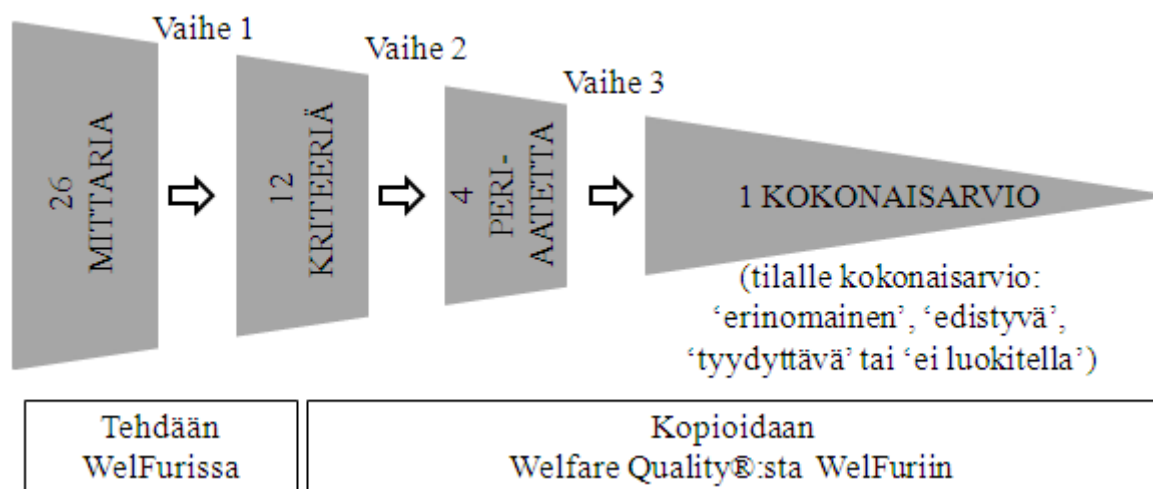 Vaihe 1
Vaihe 2
Vaihe 3
26
MITTARIA
12
KRITEERIÄ
4
PERI-
AATETTA
1 KOKONAISARVIO
(tilalle kokonaisarvio:
‘erinomainen’, ‘edistyvä’,
‘tyydyttävä’ tai ‘ei luokitella’)
Tehdään
WelFurissa
Kopioidaan
Welfare Quality®:sta WelFuriin